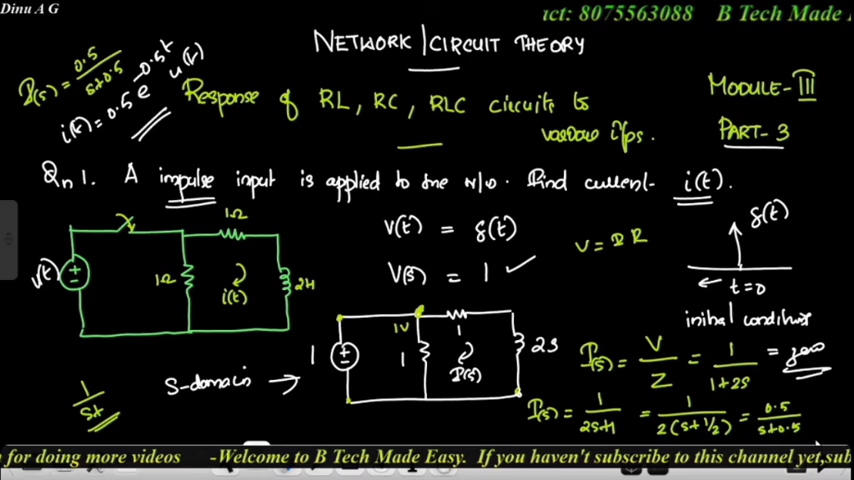 Dinu A G
ıct: 8075563088 B Tech Made
NETWORK | CIRCUIT THEORY
I(s) = 0.5 / s+0.5
i(t) = 0.5 e^-0.5t u(t)
Response of RL, RC, RLC circuits to
various i/ps.
MODULE-III
PART-3
Qn 1. A impulse input is applied to the N/W. Find current i(t).
v(t) = δ(t)
V(s) = 1 ✓
V = I R
δ(t)
t=0
initial conditions
= zero
v(t)
1Ω
1Ω
i(t)
2H
1/s+
S-domain →
1
1V
1
1
I(s)
2S
I(s) = V/Z = 1/1+2s
I(s) = 1/2s+1 = 1/2(s+1/2) = 0.5/s+0.5
for doing more videos -Welcome to B Tech Made Easy. If you haven't subscribe to this channel yet,sub